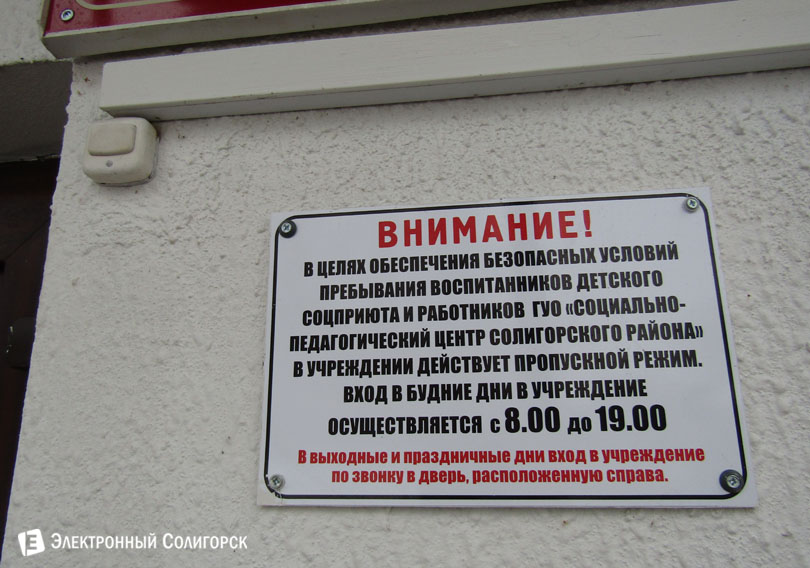 ВНИМАНИЕ!
В ЦЕЛЯХ ОБЕСПЕЧЕНИЯ БЕЗОПАСНЫХ УСЛОВИЙ
ПРЕБЫВАНИЯ ВОСПИТАННИКОВ ДЕТСКОГО
СОЦПРИЮТА И РАБОТНИКОВ ГУО «СОЦИАЛЬНО-
ПЕДАГОГИЧЕСКИЙ ЦЕНТР СОЛИГОРСКОГО РАЙОНА»
В УЧРЕЖДЕНИИ ДЕЙСТВУЕТ ПРОПУСКНОЙ РЕЖИМ.
ВХОД В БУДНИЕ ДНИ В УЧРЕЖДЕНИЕ
ОСУЩЕСТВЛЯЕТСЯ с 8.00 до 19.00
В выходные и праздничные дни вход в учреждение
по звонку в дверь, расположенную справа.
E Электронный Солигорск